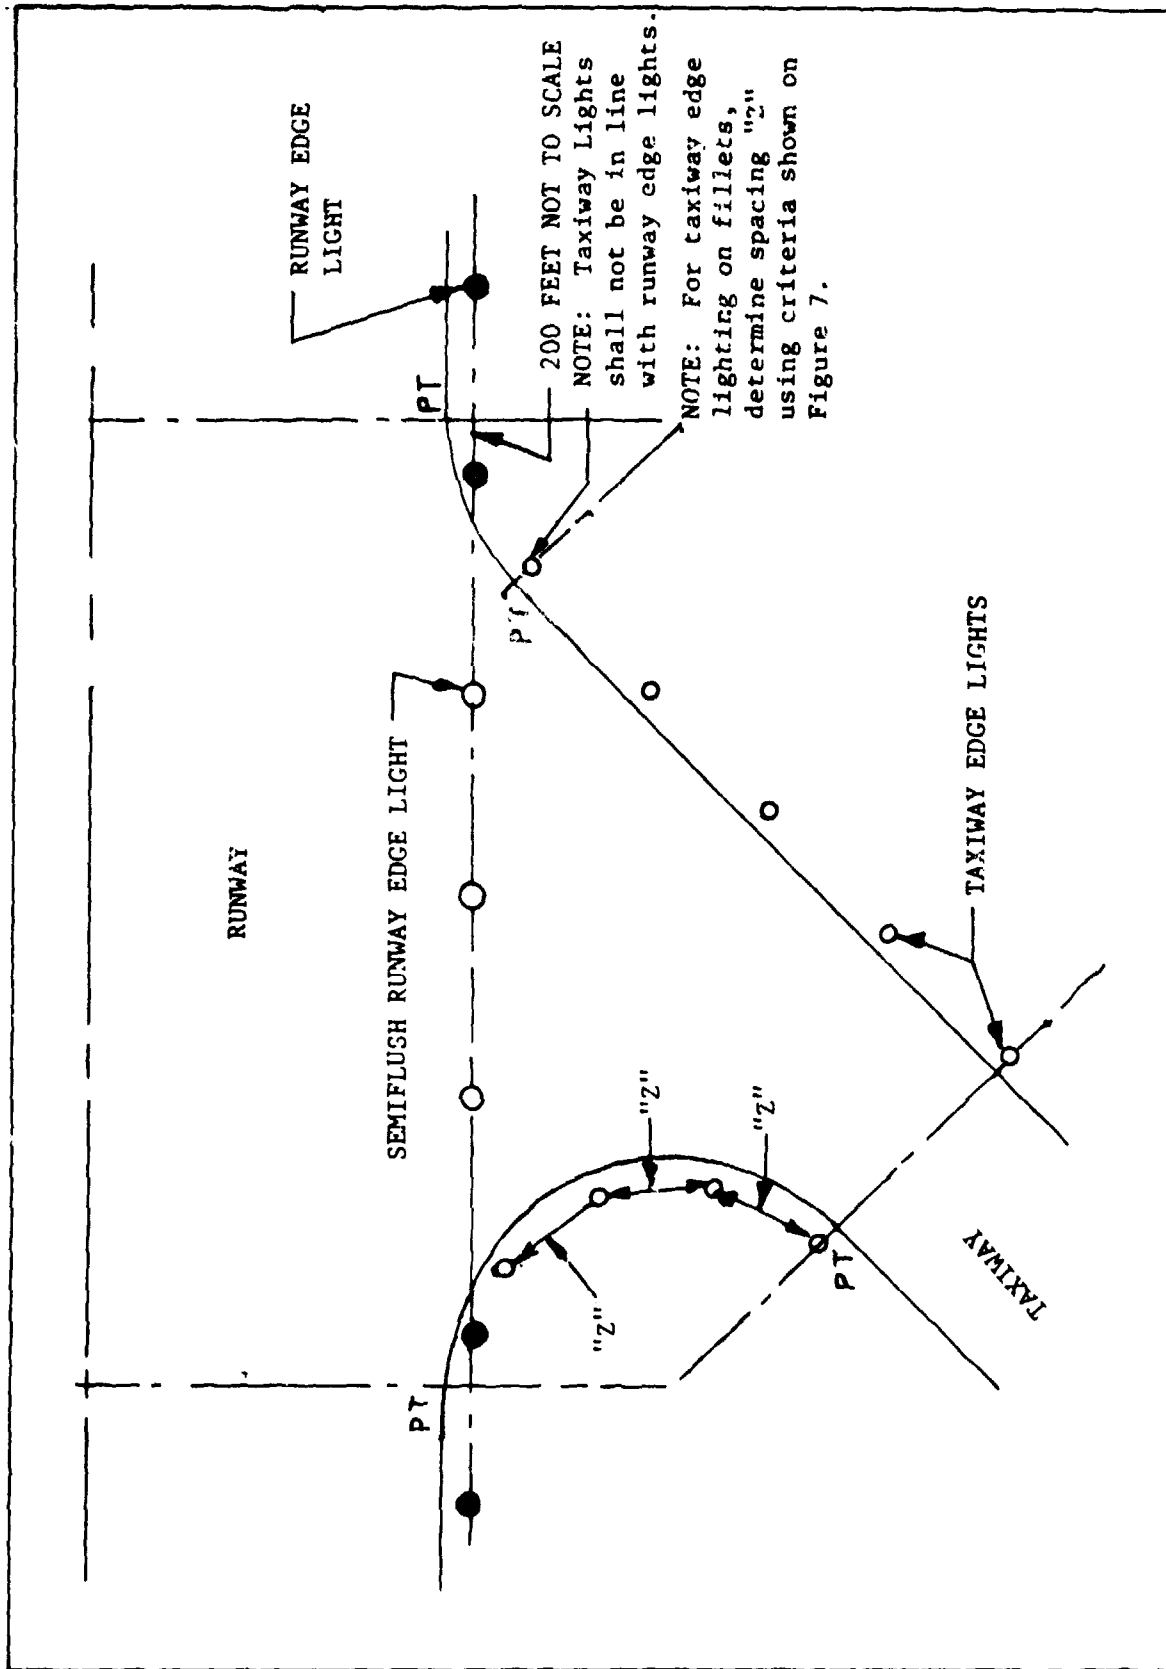 RUNWAY EDGE
LIGHT
RUNWAY
SEMIFLUSH RUNWAY EDGE LIGHT
PT
PT
PT
PT
200 FEET NOT TO SCALE
NOTE: Taxiway Lights
shall not be in line
with runway edge lights.
NOTE: For taxiway edge
lighting on fillets,
determine spacing "Z"
using criteria shown on
Figure 7.
"Z"
"Z"
"Z"
TAXIWAY EDGE LIGHTS
TAXIWAY